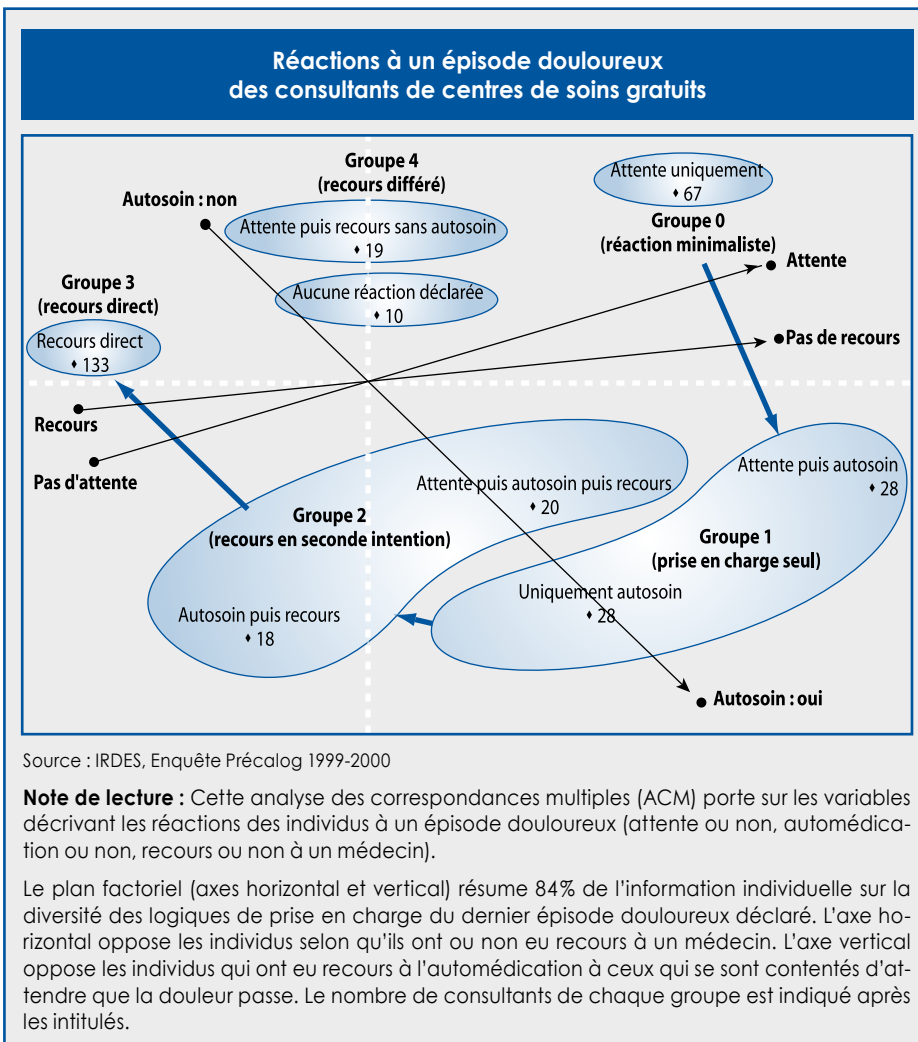 Réactions à un épisode douloureux
des consultants de centres de soins gratuits
Groupe 4
(recours différé)
Attente uniquement
67
Autosoin : non
Attente puis recours sans autosoin
19
Groupe 0
(réaction minimaliste)
Attente
Groupe 3
(recours direct)
Aucune réaction déclarée
10
Recours direct
133
Pas de recours
Recours
Pas d'attente
Attente puis autosoin
28
Attente puis autosoin puis recours
20
Groupe 2
(recours en seconde intention)
Groupe 1
(prise en charge seul)
Uniquement autosoin
28
Autosoin puis recours
18
Autosoin : oui
Source : IRDES, Enquête Précalog 1999-2000
Note de lecture : Cette analyse des correspondances multiples (ACM) porte sur les variables
décrivant les réactions des individus à un épisode douloureux (attente ou non, automédica-
tion ou non, recours ou non à un médecin).
Le plan factoriel (axes horizontal et vertical) résume 84% de l'information individuelle sur la
diversité des logiques de prise en charge du dernier épisode douloureux déclaré. L'axe ho-
rizontal oppose les individus selon qu'ils ont ou non eu recours à un médecin. L'axe vertical
oppose les individus qui ont eu recours à l'automédication à ceux qui se sont contentés d'at-
tendre que la douleur passe. Le nombre de consultants de chaque groupe est indiqué après
les intitulés.